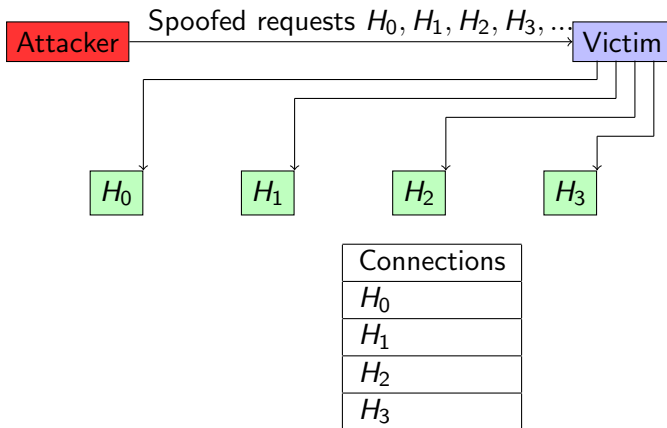 Spoofed requests H₀, H₁, H₂, H₃, ...
Attacker
Victim
H₀
H₁
H₂
H₃
Connections
H₀
H₁
H₂
H₃